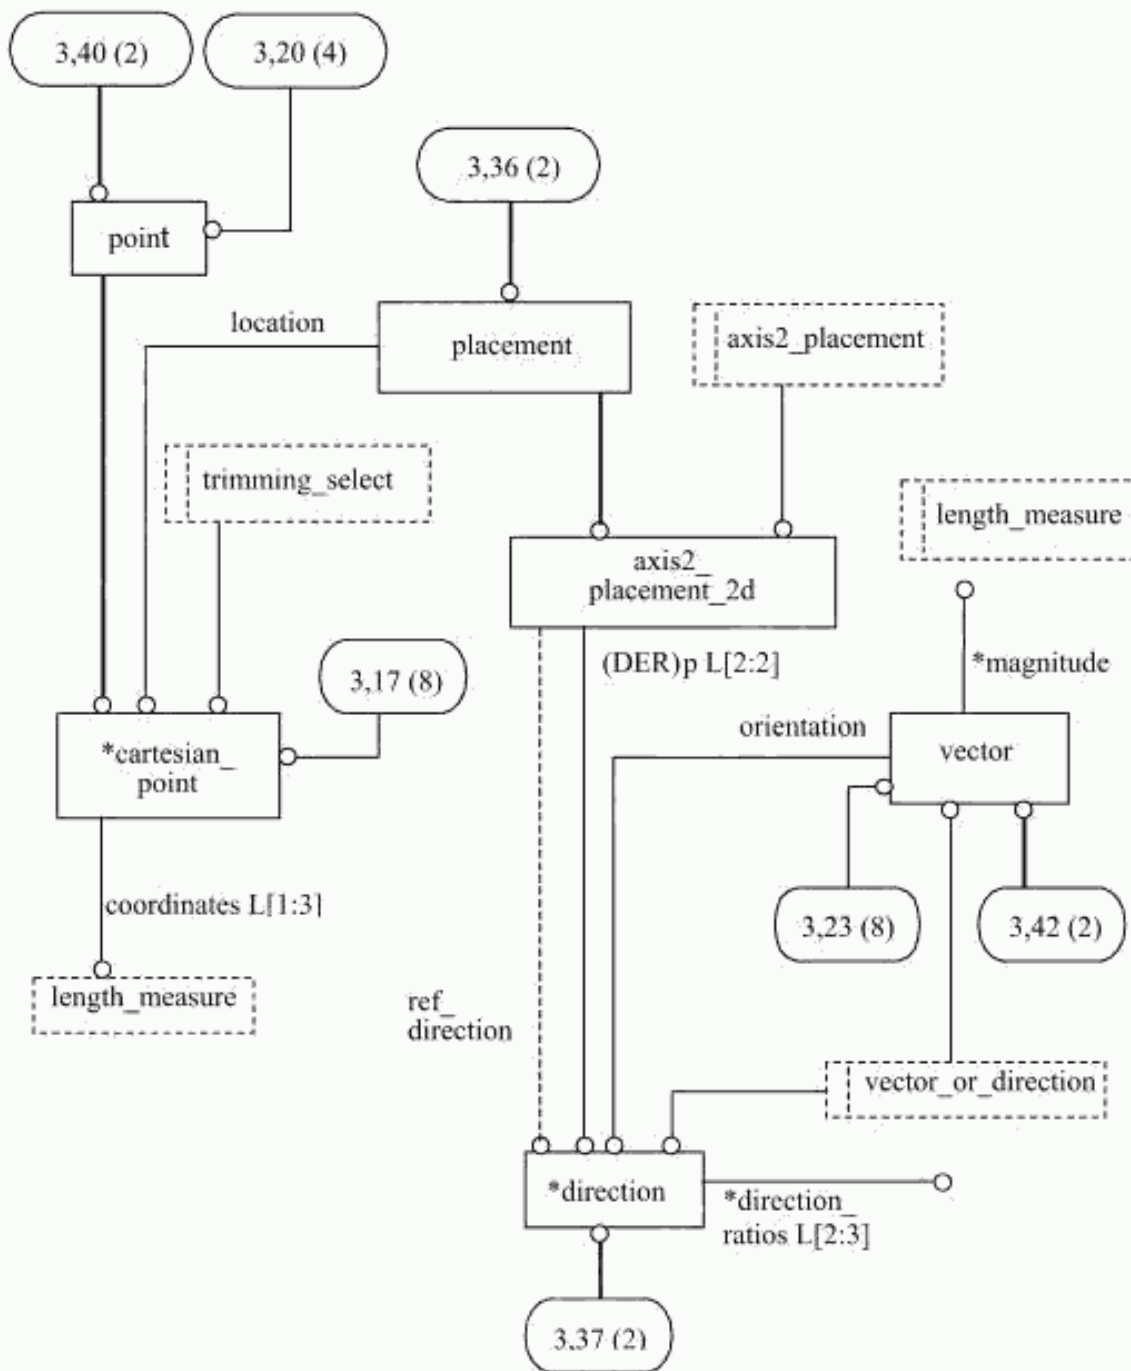 3,40 (2)
3,20 (4)
3,36 (2)
point
location
placement
axis2_placement
trimming_select
length_measure
axis2_
placement_2d
(DER)p L[2:2]
3,17 (8)
*magnitude
orientation
*cartesian_
point
vector
coordinates L[1:3]
3,23 (8)
3,42 (2)
length_measure
ref_
direction
vector_or_direction
*direction
*direction_
ratios L[2:3]
3,37 (2)